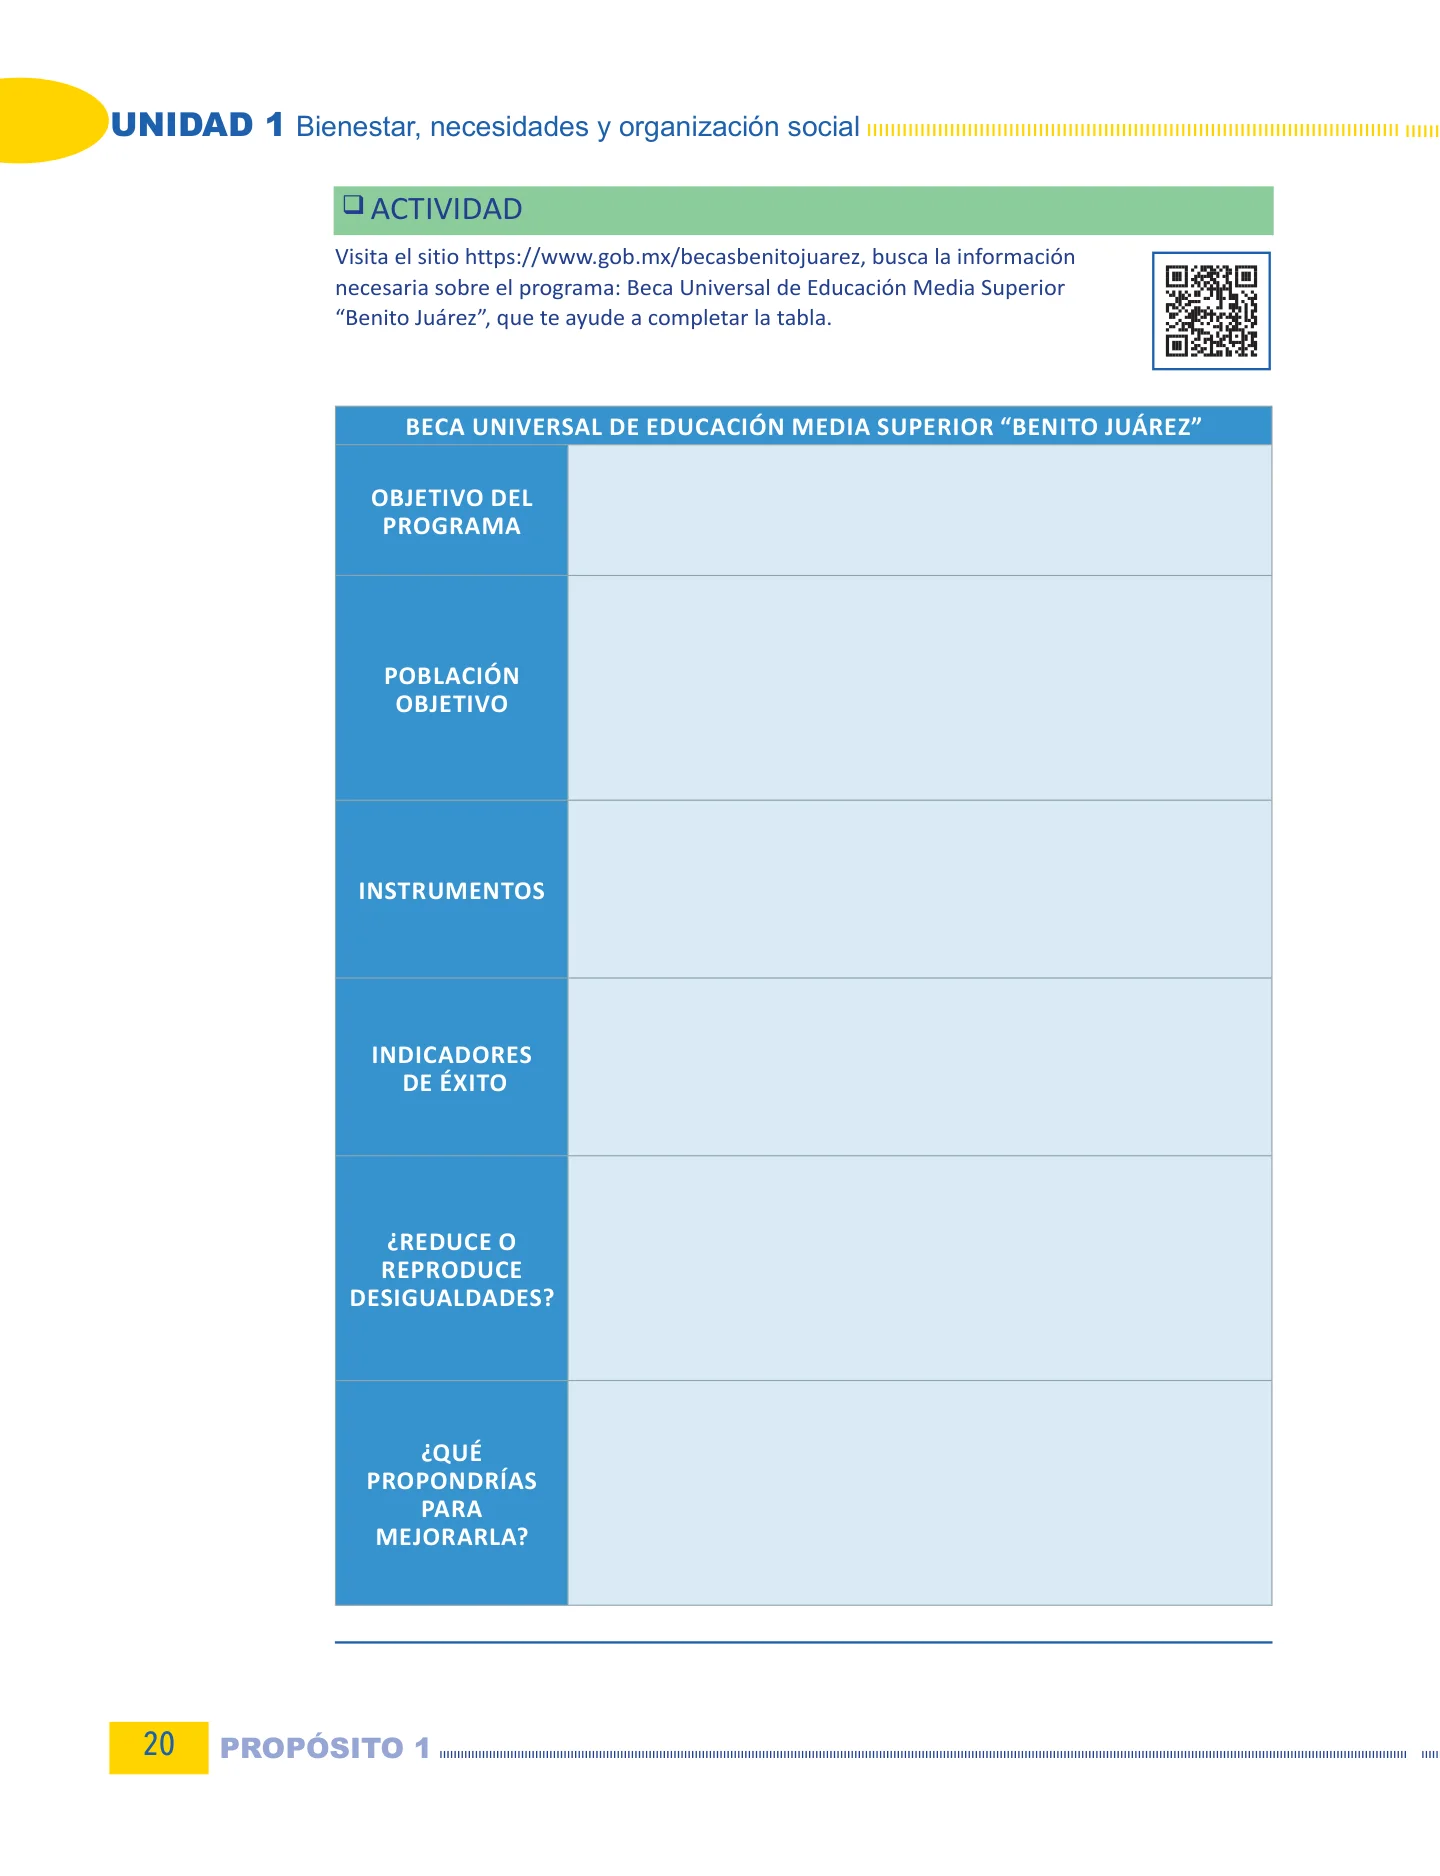 UNIDAD 1 Bienestar, necesidades y organización social
❑ ACTIVIDAD
Visita el sitio https://www.gob.mx/becasbenitojuarez, busca la información
necesaria sobre el programa: Beca Universal de Educación Media Superior
“Benito Juárez”, que te ayude a completar la tabla.
BECA UNIVERSAL DE EDUCACIÓN MEDIA SUPERIOR “BENITO JUÁREZ”
OBJETIVO DEL
PROGRAMA
POBLACIÓN
OBJETIVO
INSTRUMENTOS
INDICADORES
DE ÉXITO
¿REDUCE O
REPRODUCE
DESIGUALDADES?
¿QUÉ
PROPONDRÍAS
PARA
MEJORARLA?
20 PROPÓSITO 1